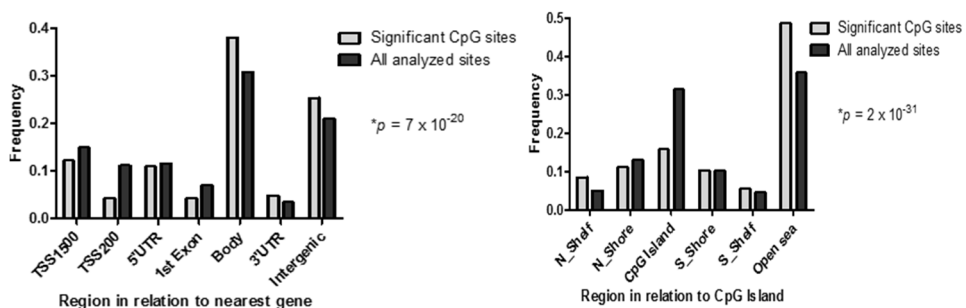 0.4
0.3
0.2
0.1
0.0
Frequency
TSS1500
TSS200
5'UTR
1st Exon
Body
3'UTR
Intergenic
Region in relation to nearest gene
Significant CpG sites
All analyzed sites
*p = 7 x 10-20
0.5
0.4
0.3
0.2
0.1
0.0
Frequency
N_Shelf
N_Shore
CpG Island
S_Shore
S_Shelf
Open sea
Region in relation to CpG Island
Significant CpG sites
All analyzed sites
*p = 2 x 10-31